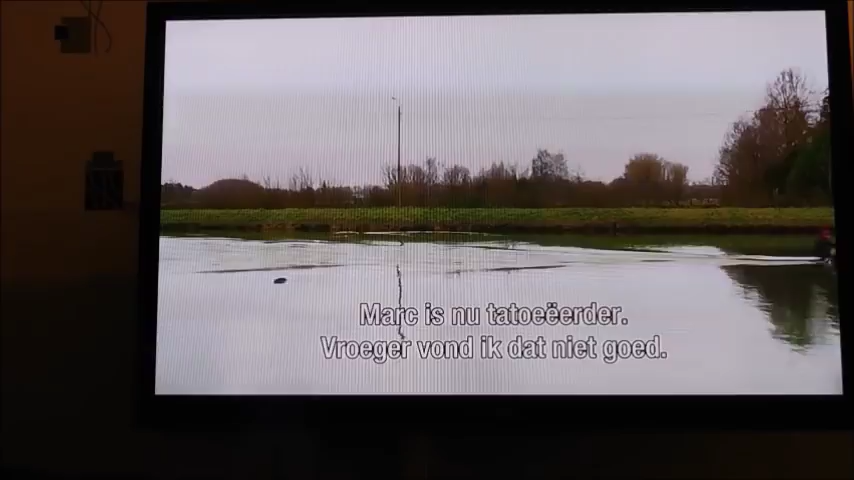 Marc is nu tatoeëerder.
Vroeger vond ik dat niet goed.